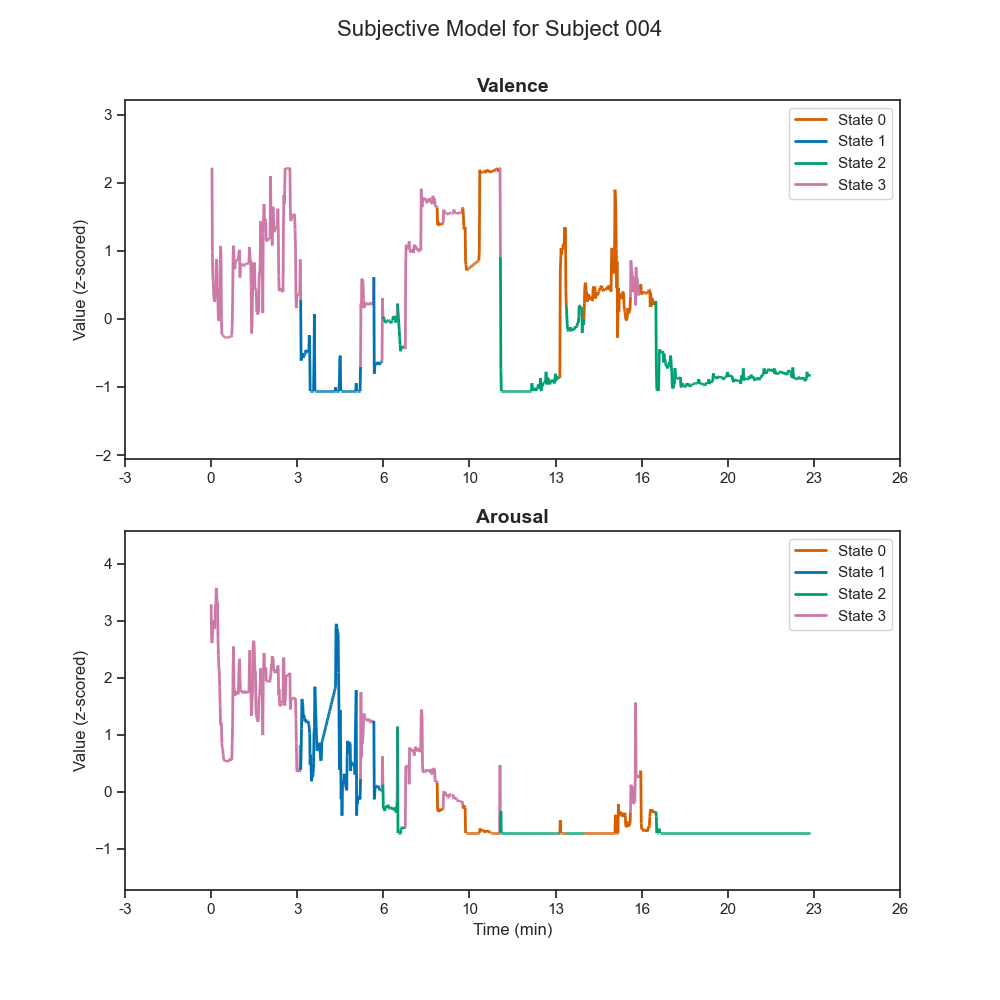 Subjective Model for Subject 004
Valence
Value (z-scored)
3
2
1
0
−1
−2
-3
0
3
6
10
13
16
20
23
26
State 0
State 1
State 2
State 3
Arousal
Value (z-scored)
4
3
2
1
0
−1
-3
0
3
6
10
13
16
20
23
26
State 0
State 1
State 2
State 3
Time (min)